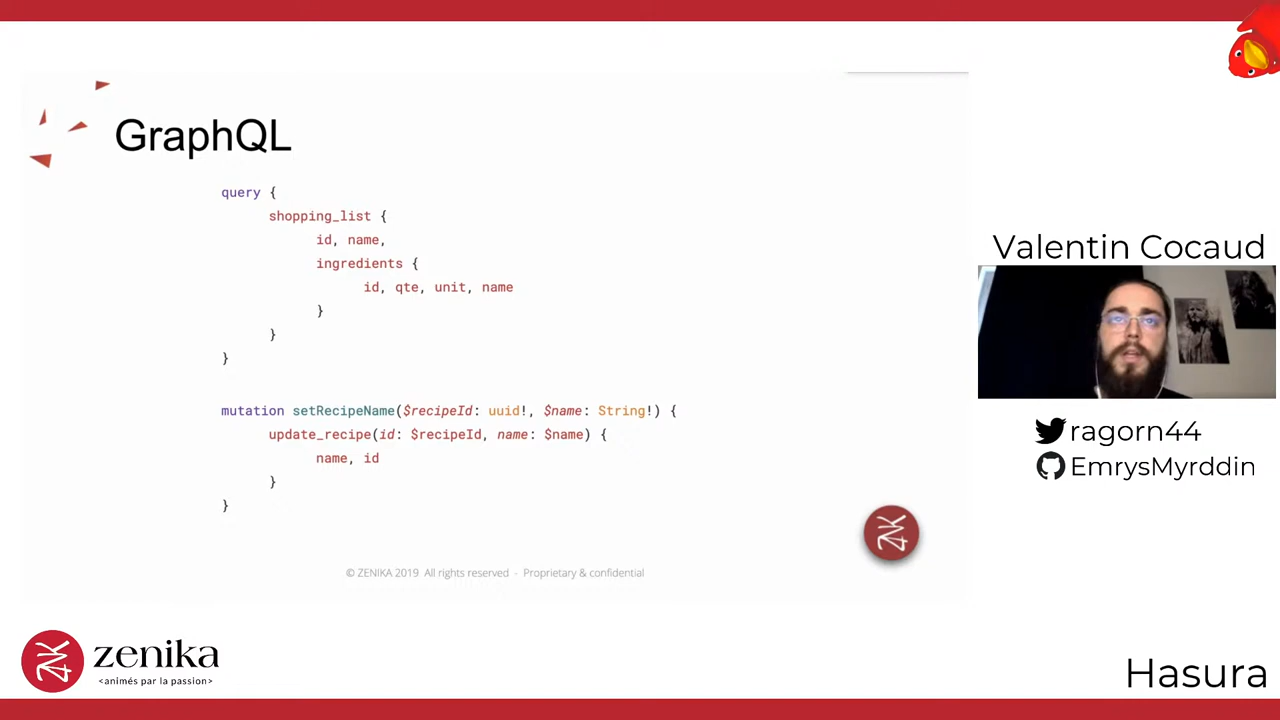 GraphQL
query {
shopping_list {
id, name,
ingredients {
id, qte, unit, name
}
}
}
mutation setRecipeName($recipeId: uuid!, $name: String!) {
update_recipe(id: $recipeId, name: $name) {
name, id
}
}
© ZENIKA 2019 All rights reserved - Proprietary & confidential
Valentin Cocaud
ragorn44
EmrysMyrddin
zenika
<animés par la passion>
Hasura